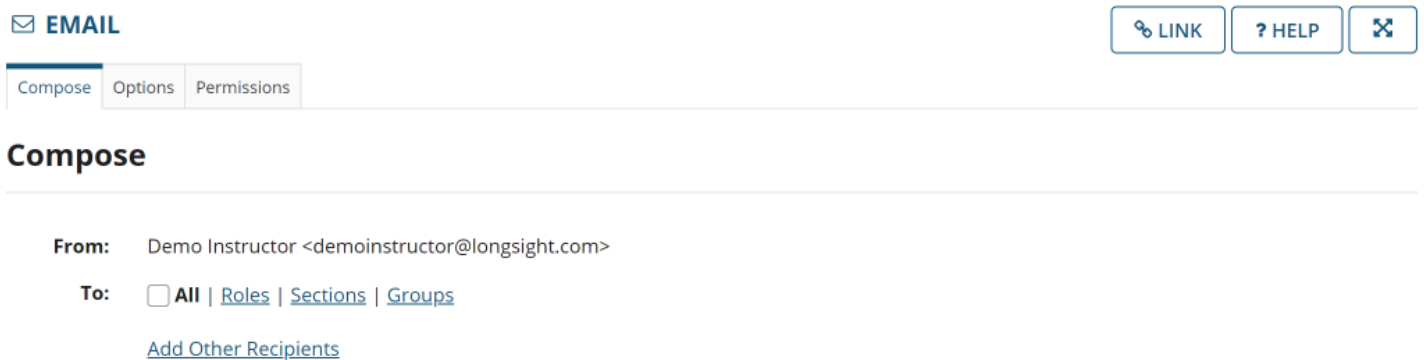 EMAIL
LINK
? HELP
Compose
Options
Permissions
Compose
From: Demo Instructor <demoinstructor@longsight.com>
To: All | Roles | Sections | Groups
Add Other Recipients